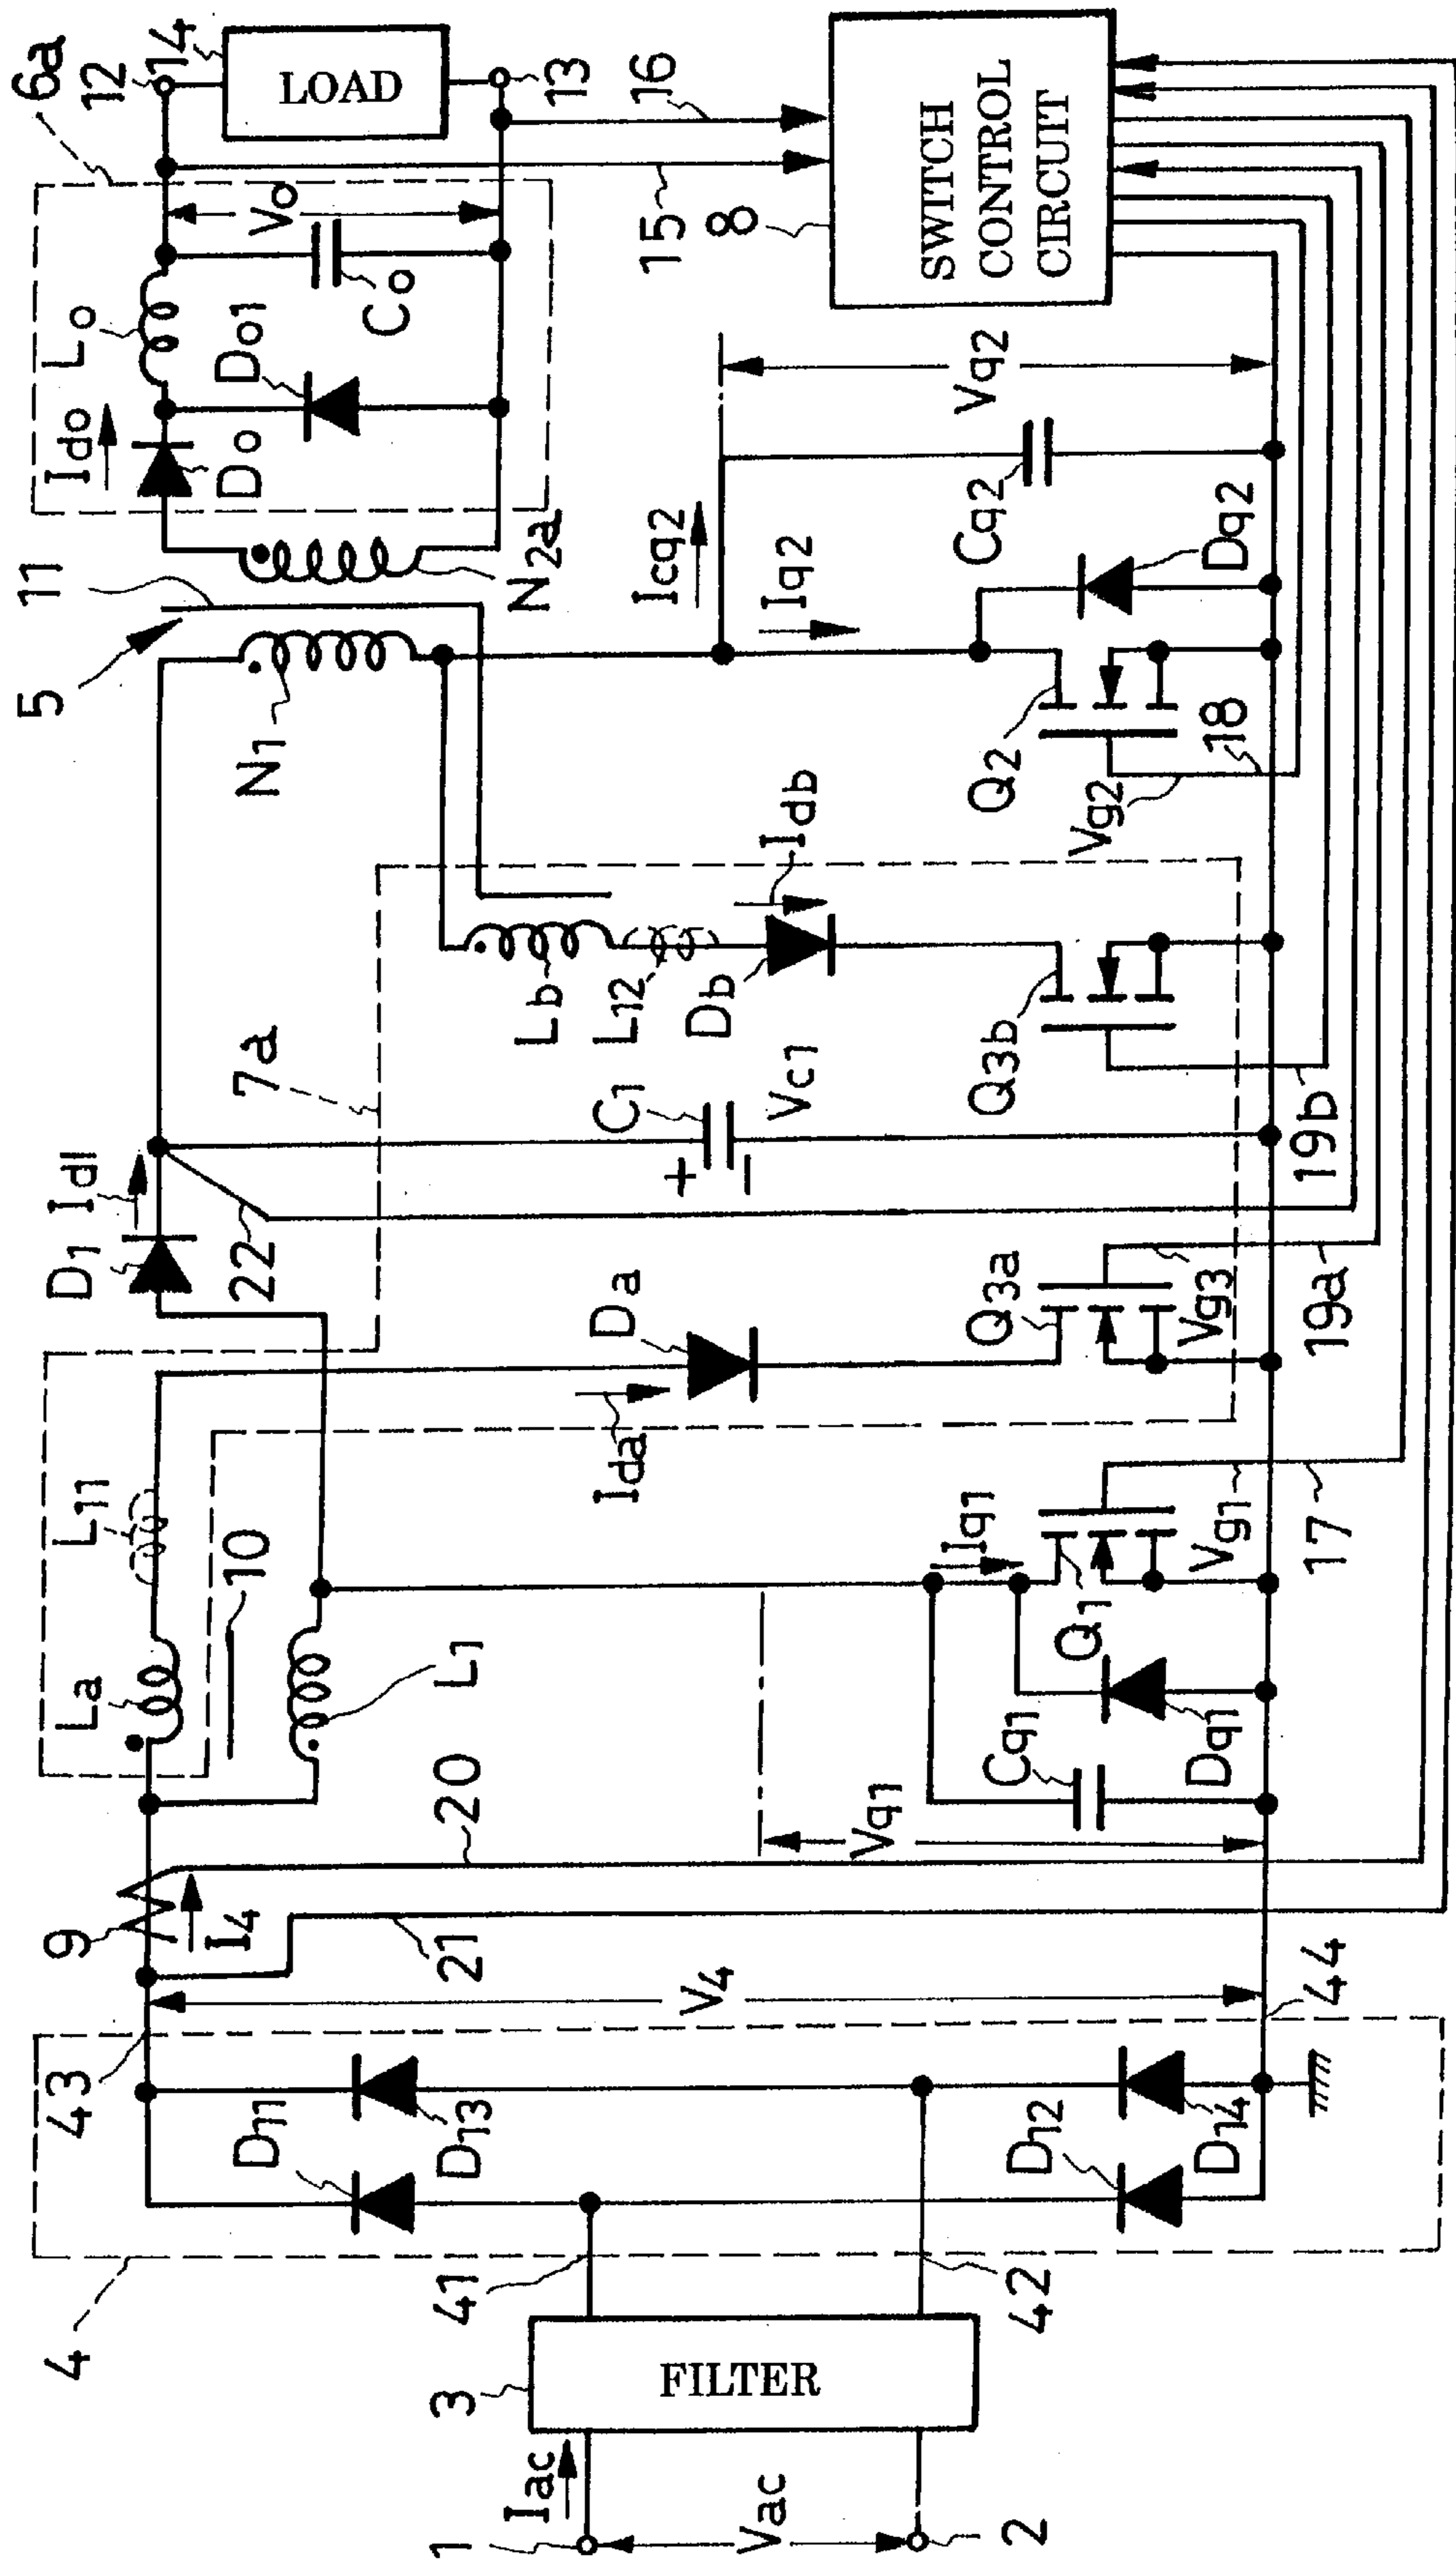 6a
12
14
LOAD
13
16
15
Vo
Lo
Co
Do1
Ido
Do
11
5
N2a
N1
8
SWITCH
CONTROL
CIRCUIT
Vq2
Icq2
Iq2
Cq2
Dq2
Q2
18
Vg2
Idb
Lb
L12
Db
Q3b
19b
7a
C1
Vc1
+
−
D1
Id1
22
Da
Ida
Q3a
Vg3
19a
L11
10
La
L1
Iq1
Q1
Vg1
17
Cq1
Dq1
Vq1
20
9
I4
21
V4
44
43
D11
D13
D12
D14
4
41
42
3
FILTER
Iac
1
Vac
2